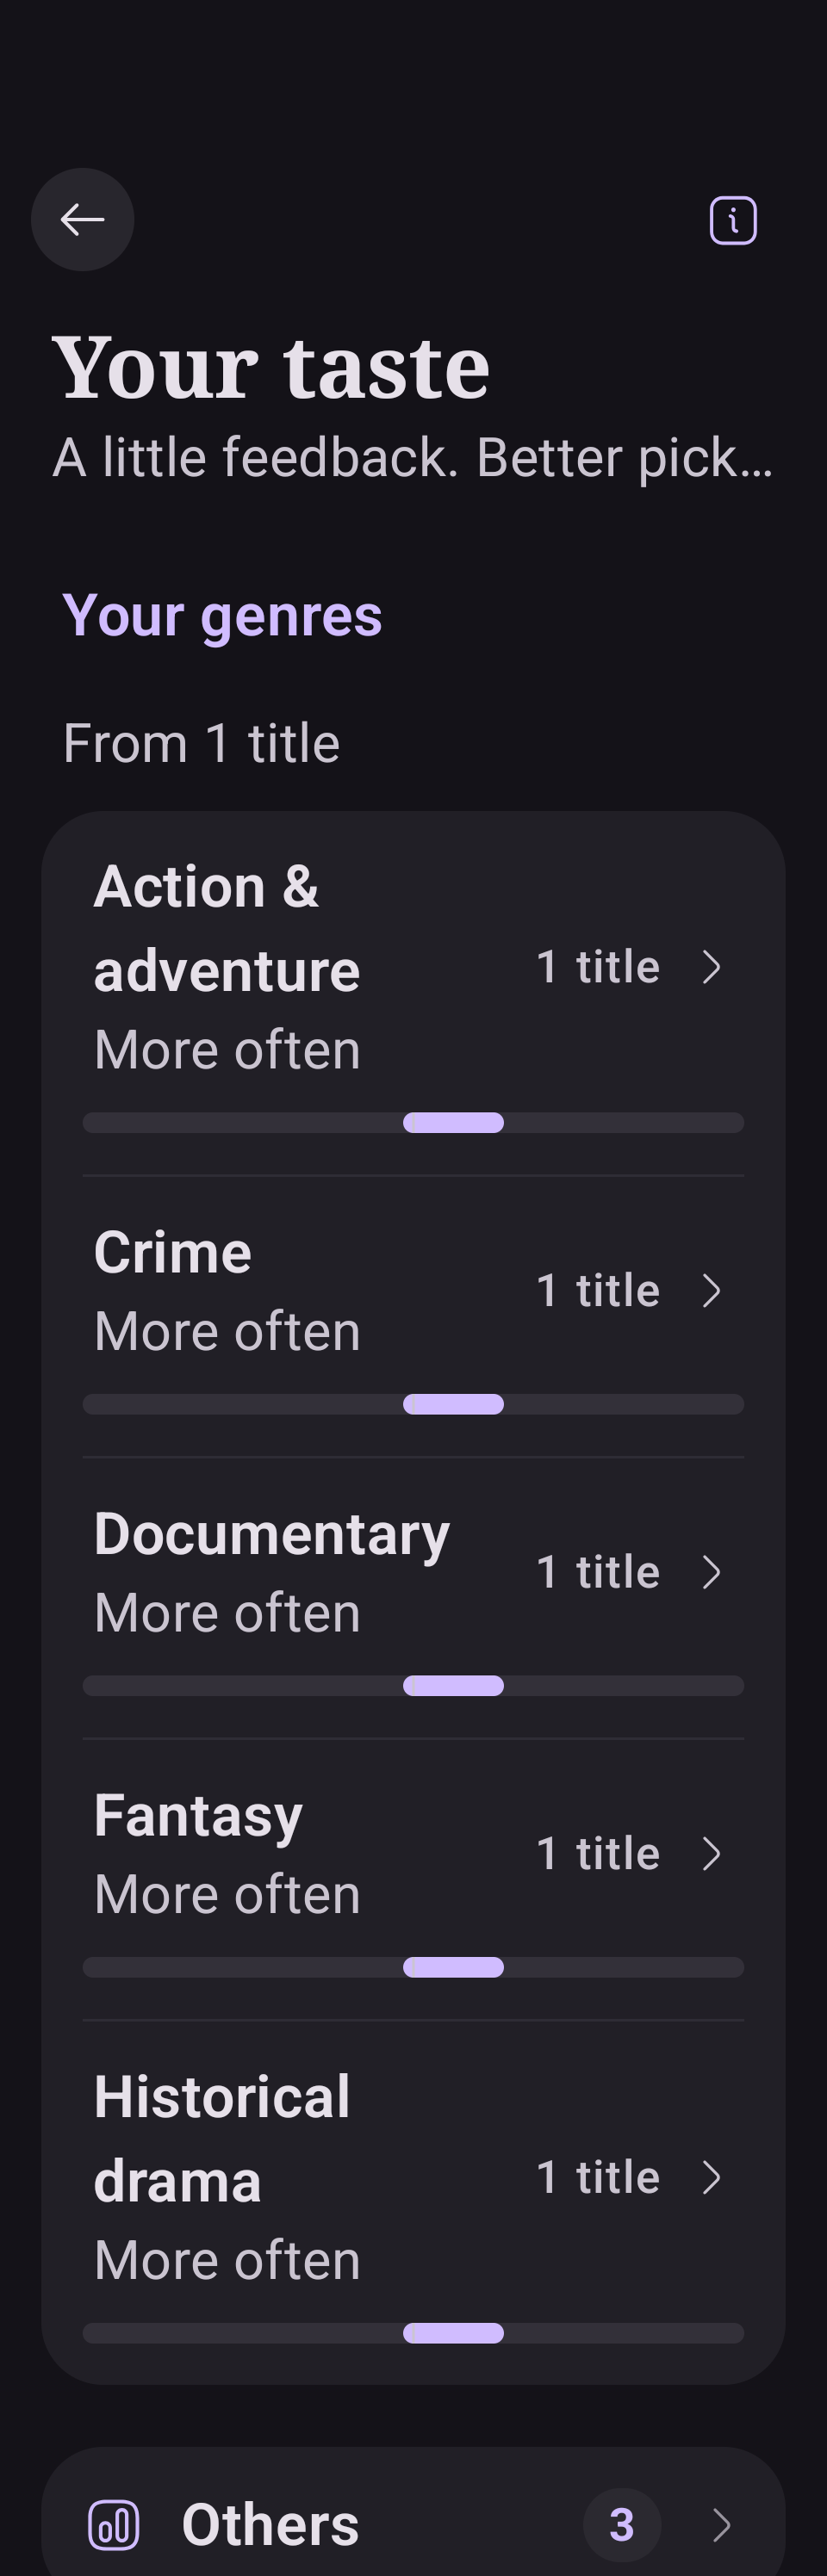 Your taste
A little feedback. Better pick…
Your genres
From 1 title
Action &
adventure
More often
1 title
Crime
More often
1 title
Documentary
More often
1 title
Fantasy
More often
1 title
Historical
drama
More often
1 title
Others
3